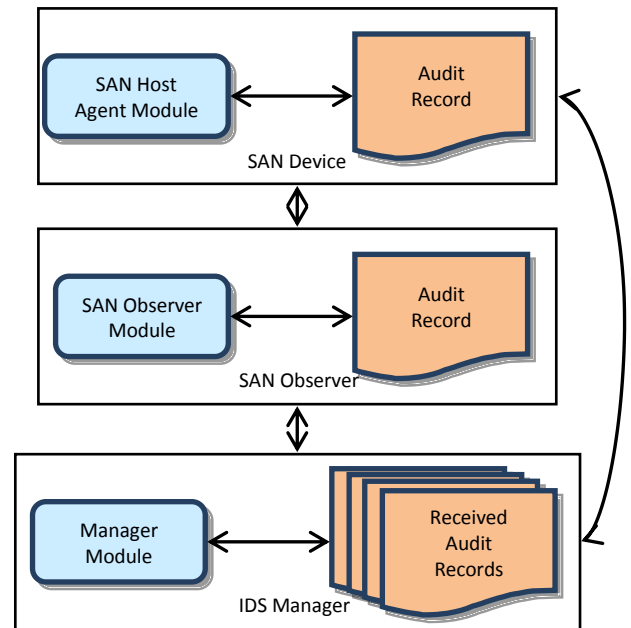 SAN Host
Agent Module
Audit
Record
SAN Device
SAN Observer
Module
Audit
Record
SAN Observer
Manager
Module
Received
Audit
Records
IDS Manager